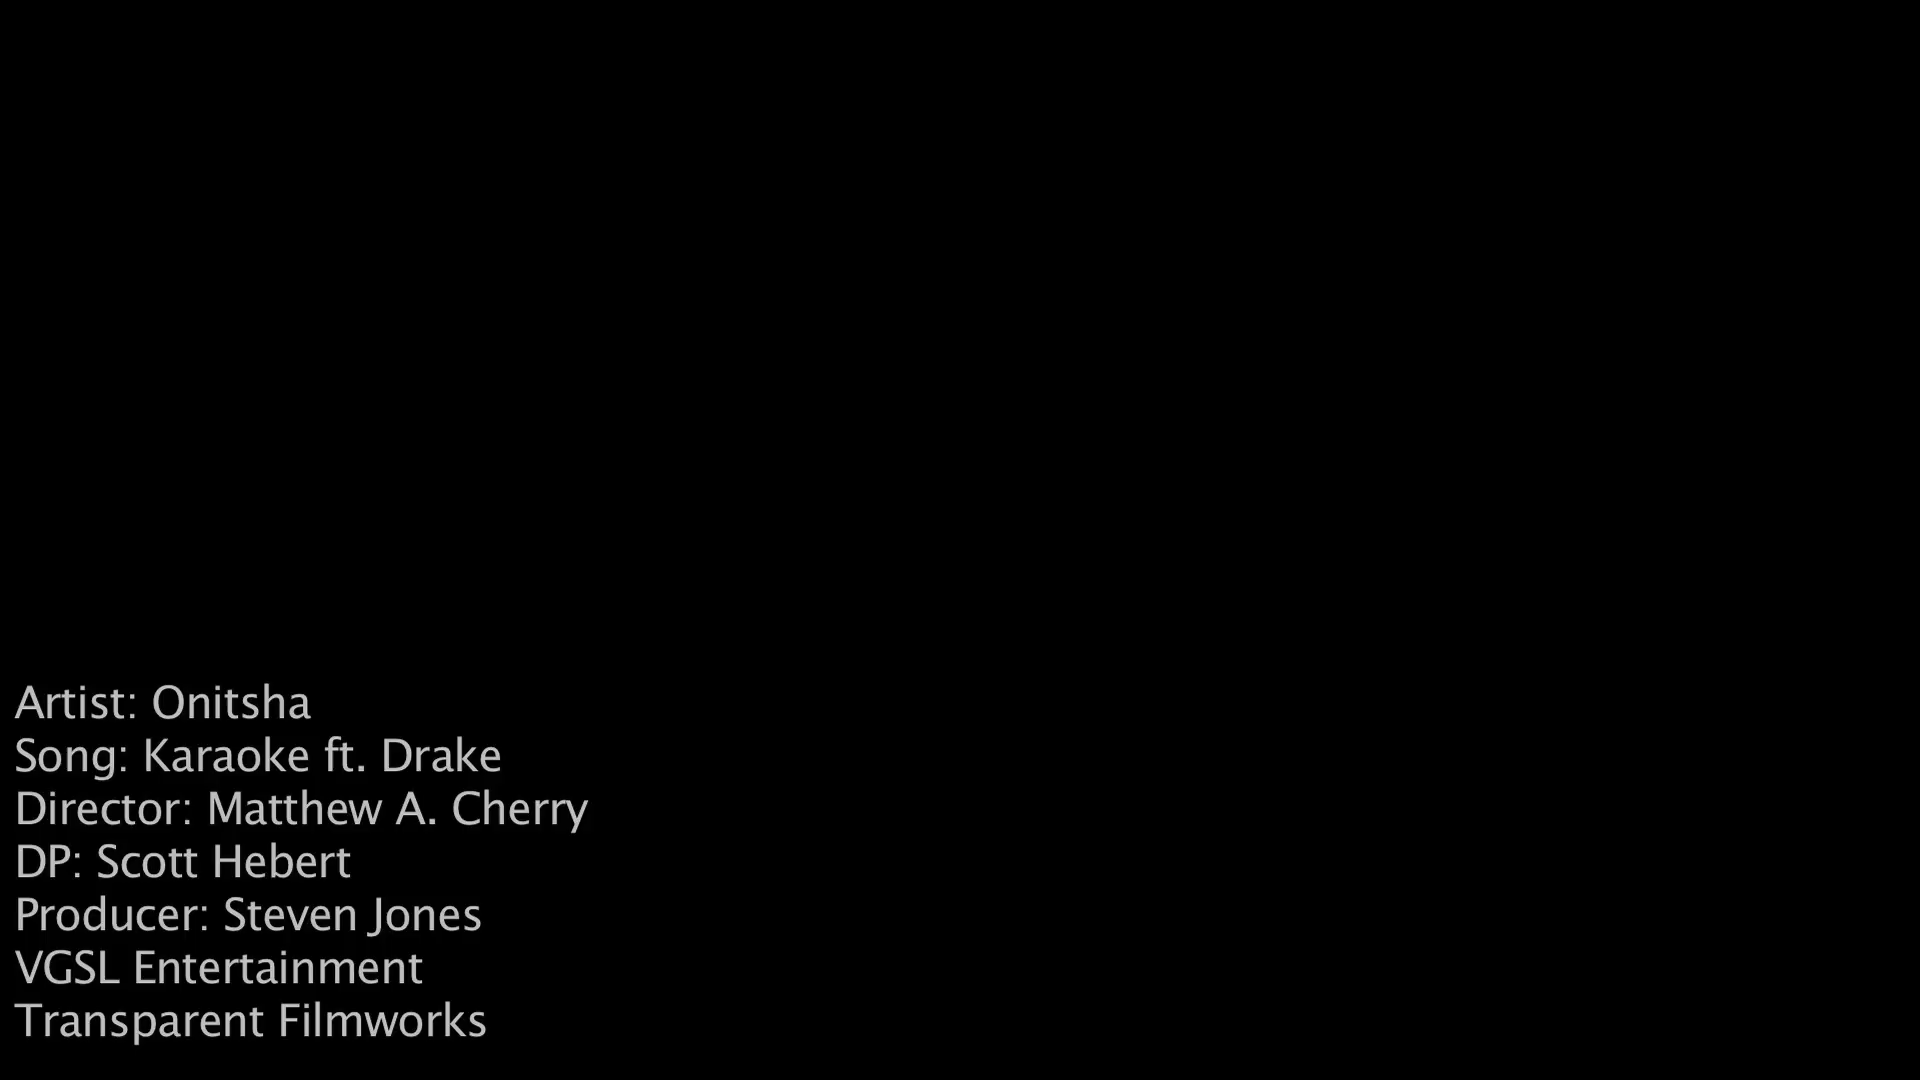 Artist: Onitsha
Song: Karaoke ft. Drake
Director: Matthew A. Cherry
DP: Scott Hebert
Producer: Steven Jones
VGSL Entertainment
Transparent Filmworks